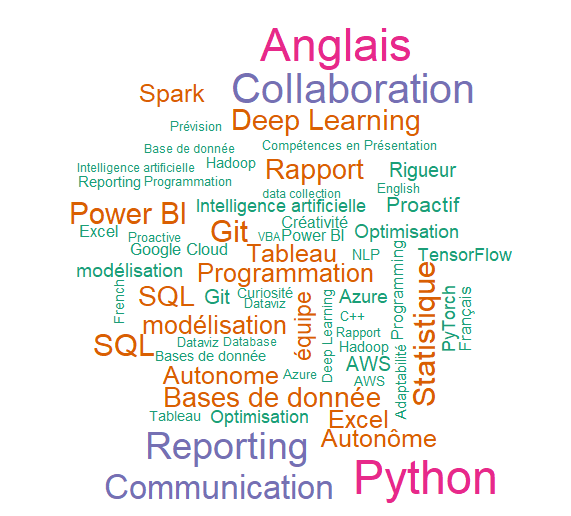 Anglais
Spark
Collaboration
Prévision
Deep Learning
Base de donnée
Compétences en Présentation
Intelligence artificielle
Hadoop
Rapport
Rigueur
Reporting
Programmation
data collection
English
Power BI
Intelligence artificielle
Proactif
Excel
Proactive
Git
VBA
Créativité
Power BI
Optimisation
Google Cloud
Tableau
NLP
TensorFlow
modélisation
Programmation
Programming
French
SQL
Git
Curiosité
Dataviz
Azure
Statistique
PyTorch
Français
modélisation
équipe
Deep Learning
C++
Rapport
SQL
Dataviz
Database
Hadoop
Bases de donnée
AWS
Autonome
Azure
AWS
Adaptabilité
Bases de donnée
Tableau
Optimisation
Excel
Autonôme
Reporting
Python
Communication